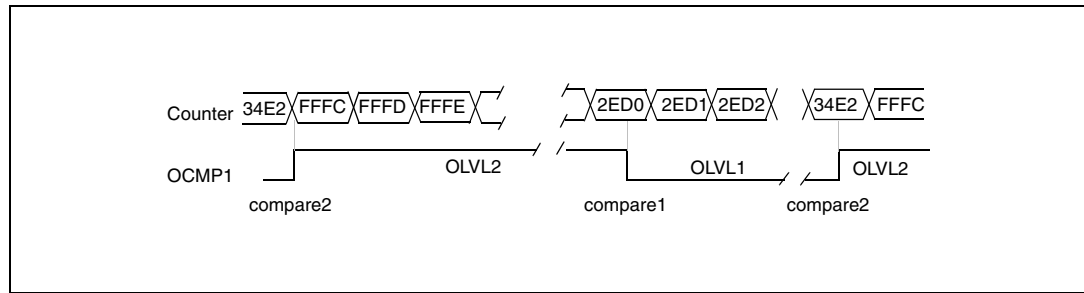 Counter 34E2 FFFC FFFD FFFE 2ED0 2ED1 2ED2 34E2 FFFC
OCMP1 OLVL2 OLVL1 OLVL2
compare2 compare1 compare2